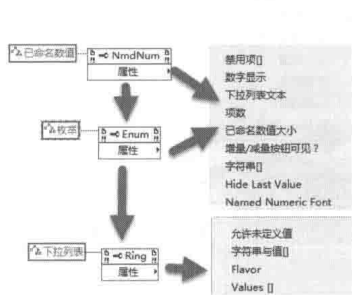 已命名数值
NmdNum
属性
枚举
Enum
属性
下拉列表
Ring
属性
禁用项[]
数字显示
下拉列表文本
项数
已命名数值大小
增量/减量按钮可见？
字符串[]
Hide Last Value
Named Numeric Font
允许未定义值
字符串与值[]
Flavor
Values []